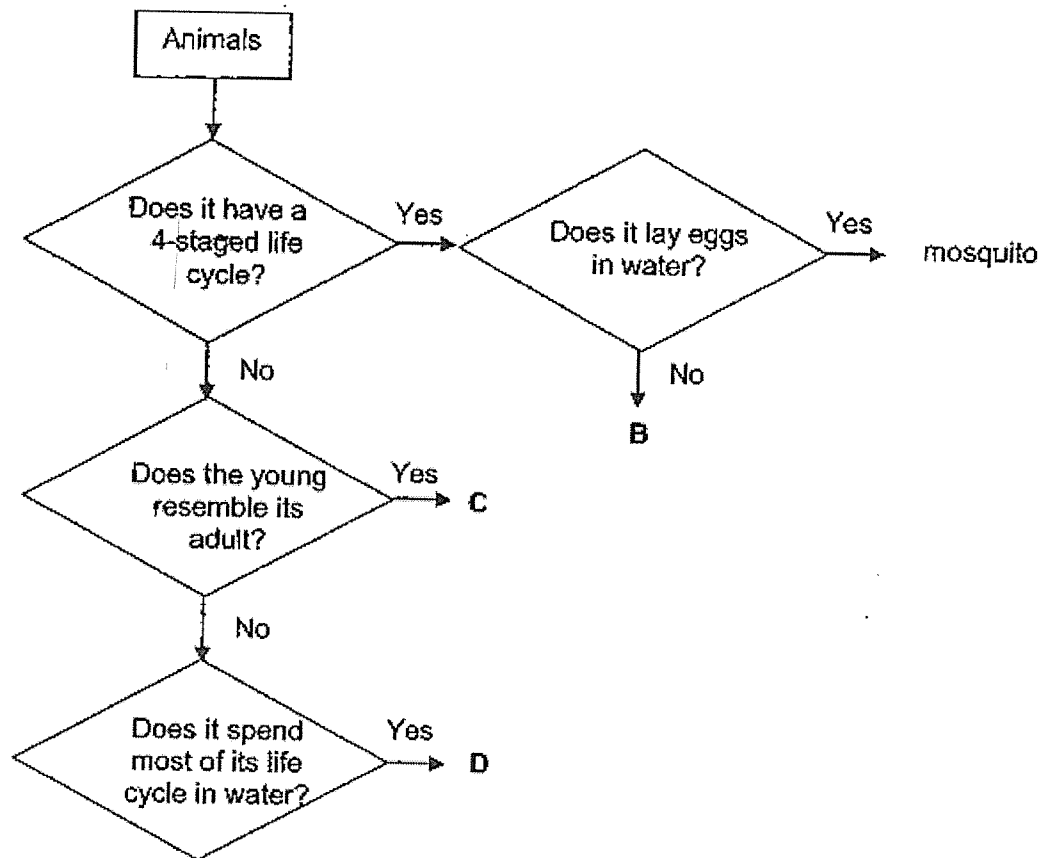 Animals
Does it have a
4-staged life
cycle?
Yes
Does it lay eggs
in water?
Yes
mosquito
No
No
B
Does the young
resemble its
adult?
Yes
C
No
Does it spend
most of its life
cycle in water?
Yes
D